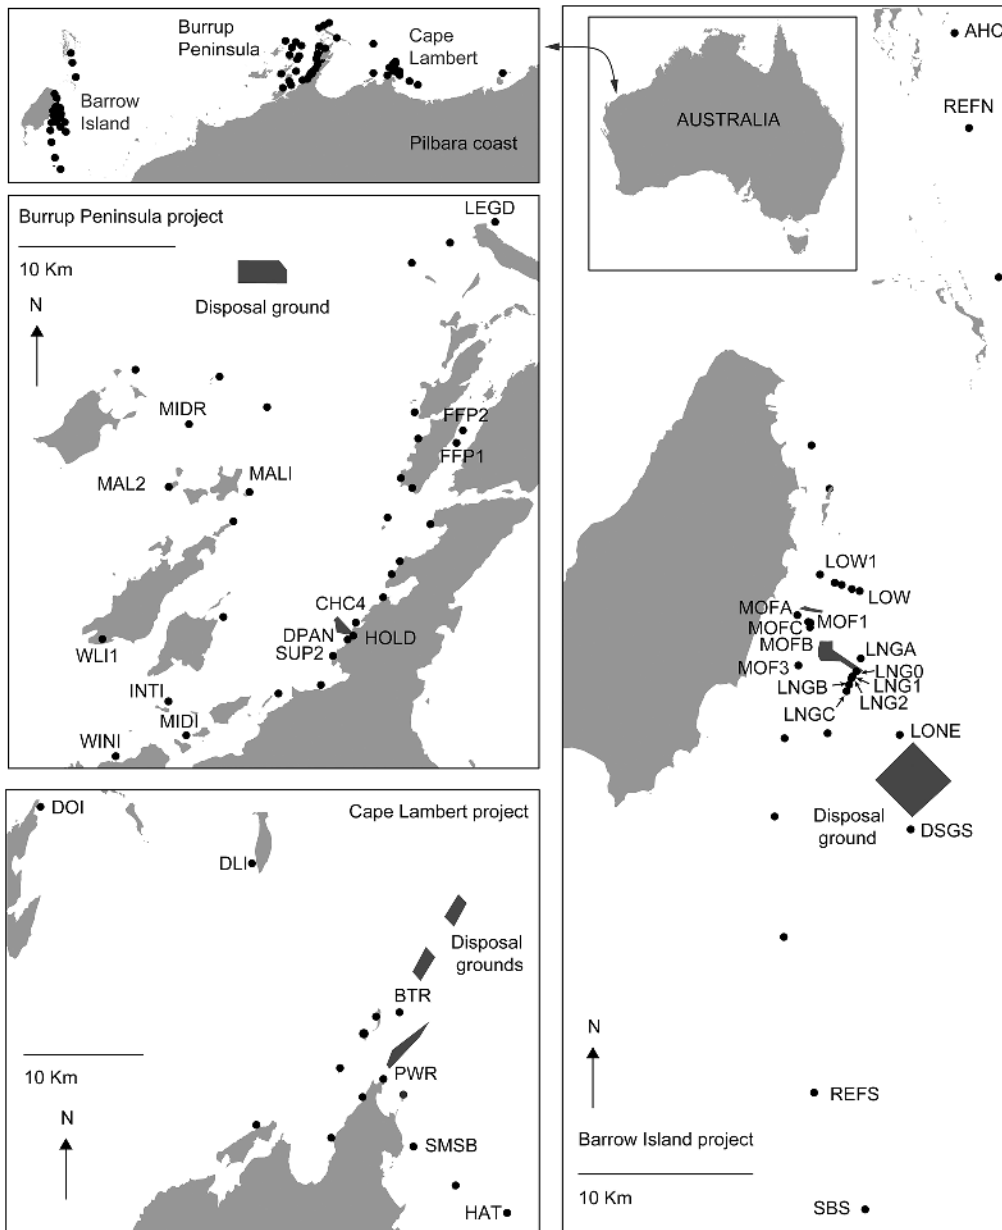 Burrup
Peninsula
Cape
Lambert
Barrow
Island
Pilbara coast
AUSTRALIA
Burrup Peninsula project
10 Km
N
Disposal ground
LEGD
MIDR
FFP2
FFP1
MAL2
MALI
CHC4
DPAN
HOLD
SUP2
WLI1
INTI
MIDI
WINI
Cape Lambert project
DOI
DLI
Disposal
grounds
BTR
10 Km
PWR
N
SMSB
HAT
AHC
REFN
LOW1
LOW
MOFA
MOF1
MOFC
MOFB
LNGA
MOF3
LNG0
LNGB
LNG1
LNG2
LNGC
LONE
Disposal
ground
DSGS
N
REFS
Barrow Island project
10 Km
SBS